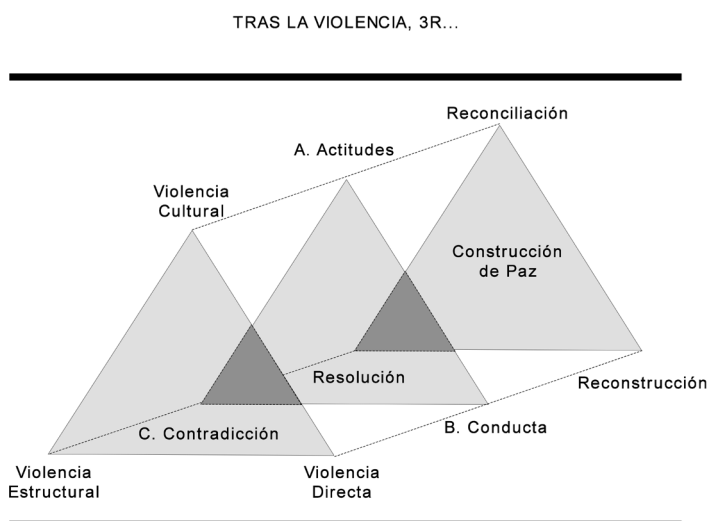 TRAS LA VIOLENCIA, 3R...
Reconciliación
A. Actitudes
Violencia
Cultural
Construcción
de Paz
Resolución
Reconstrucción
C. Contradicción
B. Conducta
Violencia
Estructural
Violencia
Directa